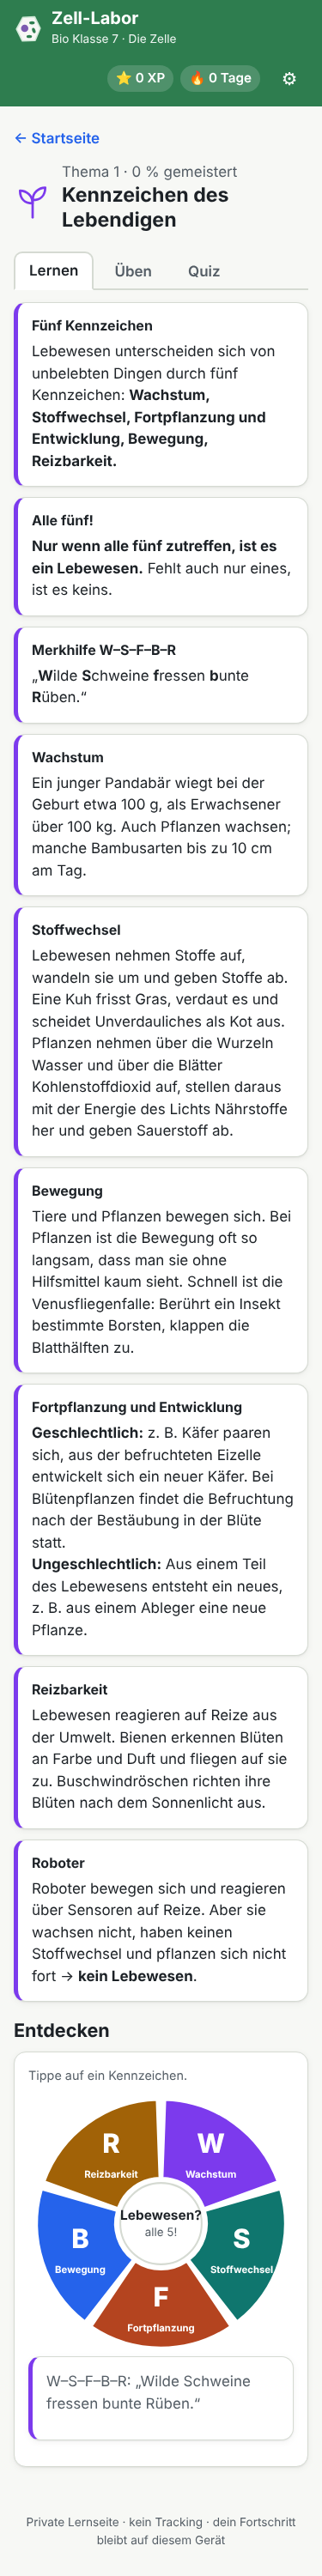 Zell-Labor
Bio Klasse 7 · Die Zelle
⭐ 0 XP
🔥 0 Tage
← Startseite
Thema 1 · 0 % gemeistert
Kennzeichen des
Lebendigen
Lernen
Üben
Quiz
Fünf Kennzeichen
Lebewesen unterscheiden sich von
unbelebten Dingen durch fünf
Kennzeichen: Wachstum,
Stoffwechsel, Fortpflanzung und
Entwicklung, Bewegung,
Reizbarkeit.
Alle fünf!
Nur wenn alle fünf zutreffen, ist es
ein Lebewesen. Fehlt auch nur eines,
ist es keins.
Merkhilfe W–S–F–B–R
„Wilde Schweine fressen bunte
Rüben.“
Wachstum
Ein junger Pandabär wiegt bei der
Geburt etwa 100 g, als Erwachsener
über 100 kg. Auch Pflanzen wachsen;
manche Bambusarten bis zu 10 cm
am Tag.
Stoffwechsel
Lebewesen nehmen Stoffe auf,
wandeln sie um und geben Stoffe ab.
Eine Kuh frisst Gras, verdaut es und
scheidet Unverdauliches als Kot aus.
Pflanzen nehmen über die Wurzeln
Wasser und über die Blätter
Kohlenstoffdioxid auf, stellen daraus
mit der Energie des Lichts Nährstoffe
her und geben Sauerstoff ab.
Bewegung
Tiere und Pflanzen bewegen sich. Bei
Pflanzen ist die Bewegung oft so
langsam, dass man sie ohne
Hilfsmittel kaum sieht. Schnell ist die
Venusfliegenfalle: Berührt ein Insekt
bestimmte Borsten, klappen die
Blatthälften zu.
Fortpflanzung und Entwicklung
Geschlechtlich: z. B. Käfer paaren
sich, aus der befruchteten Eizelle
entwickelt sich ein neuer Käfer. Bei
Blütenpflanzen findet die Befruchtung
nach der Bestäubung in der Blüte
statt.
Ungeschlechtlich: Aus einem Teil
des Lebewesens entsteht ein neues,
z. B. aus einem Ableger eine neue
Pflanze.
Reizbarkeit
Lebewesen reagieren auf Reize aus
der Umwelt. Bienen erkennen Blüten
an Farbe und Duft und fliegen auf sie
zu. Buschwindröschen richten ihre
Blüten nach dem Sonnenlicht aus.
Roboter
Roboter bewegen sich und reagieren
über Sensoren auf Reize. Aber sie
wachsen nicht, haben keinen
Stoffwechsel und pflanzen sich nicht
fort → kein Lebewesen.
Entdecken
Tippe auf ein Kennzeichen.
R
Reizbarkeit
W
Wachstum
Lebewesen?
alle 5!
B
Bewegung
S
Stoffwechsel
F
Fortpflanzung
W–S–F–B–R: „Wilde Schweine
fressen bunte Rüben.“
Private Lernseite · kein Tracking · dein Fortschritt
bleibt auf diesem Gerät